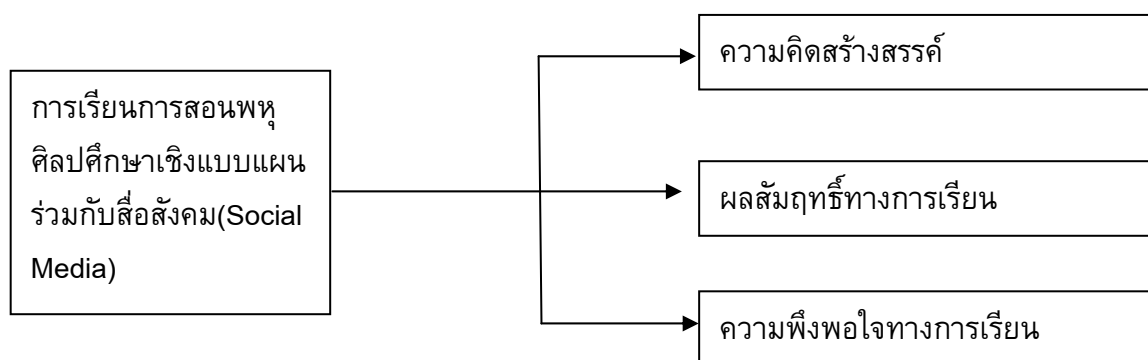 การเรียนการสอนพหุ
ศิลปศึกษาเชิงแบบแผน
ร่วมกับสื่อสังคม(Social
Media)
ความคิดสร้างสรรค์
ผลสัมฤทธิ์ทางการเรียน
ความพึงพอใจทางการเรียน